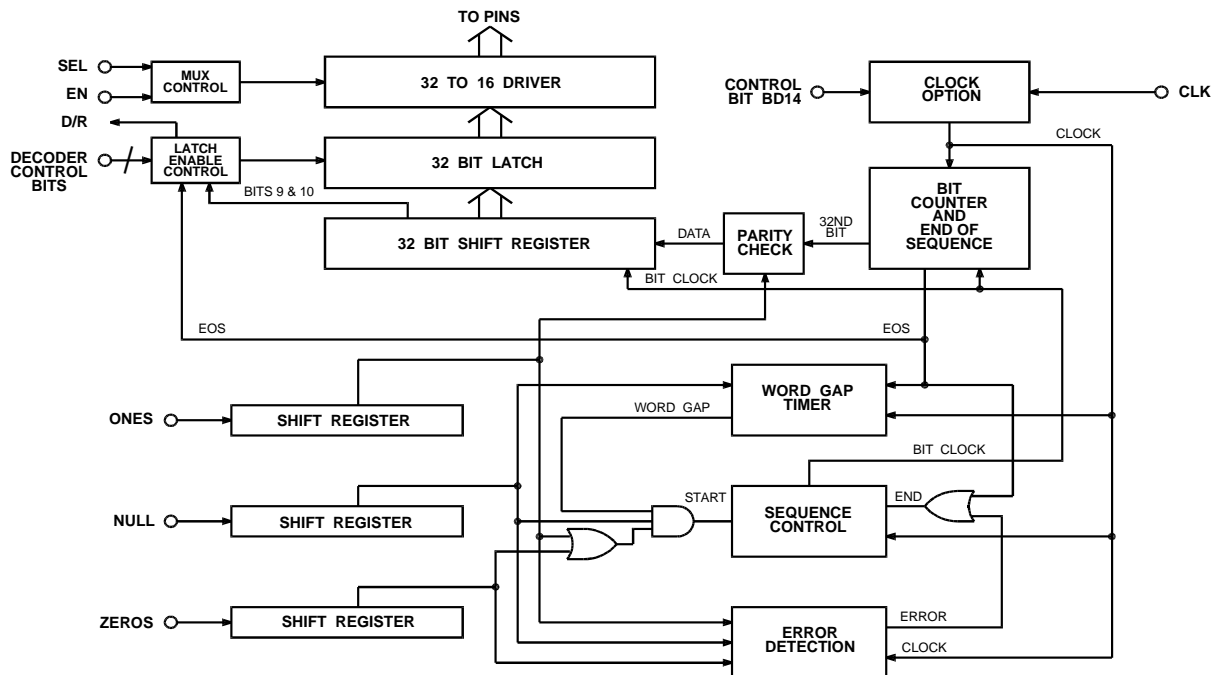 TO PINS
SEL
MUX
CONTROL
32 TO 16 DRIVER
EN
CONTROL
BIT BD14
CLOCK
OPTION
CLK
D/R
CLOCK
DECODER
CONTROL
BITS
LATCH
ENABLE
CONTROL
32 BIT LATCH
BITS 9 & 10
BIT
COUNTER
AND
END OF
SEQUENCE
32 BIT SHIFT REGISTER
DATA
PARITY
CHECK
32ND
BIT
BIT CLOCK
EOS
EOS
WORD GAP
TIMER
WORD GAP
ONES
SHIFT REGISTER
BIT CLOCK
START
SEQUENCE
CONTROL
END
NULL
SHIFT REGISTER
ZEROS
SHIFT REGISTER
ERROR
DETECTION
ERROR
CLOCK